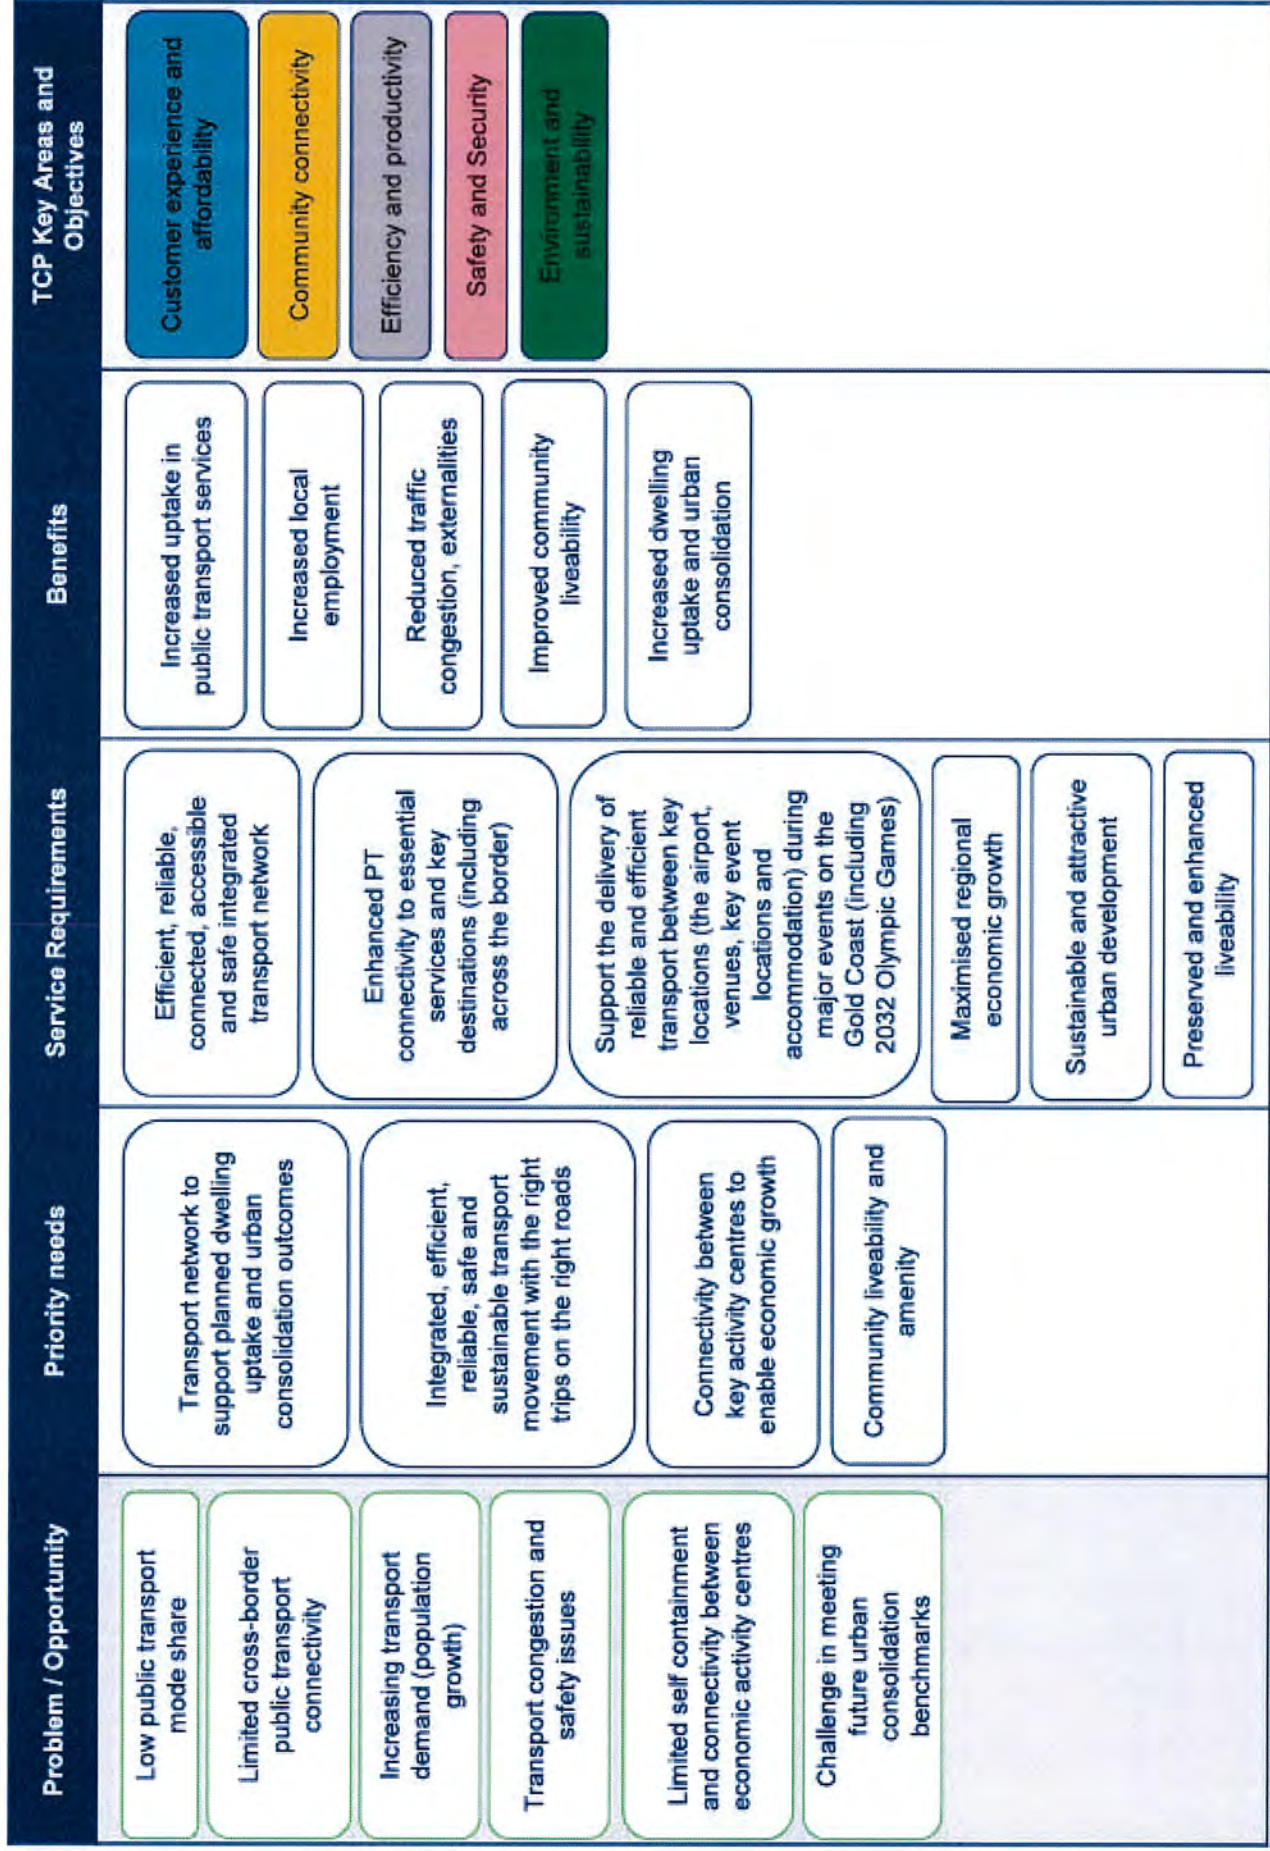 Problem / Opportunity
Low public transport
mode share
Limited cross-border
public transport
connectivity
Increasing transport
demand (population
growth)
Transport congestion and
safety issues
Limited self containment
and connectivity between
economic activity centres
Challenge in meeting
future urban
consolidation
benchmarks
Priority needs
Transport network to
support planned dwelling
uptake and urban
consolidation outcomes
Integrated, efficient,
reliable, safe and
sustainable transport
movement with the right
trips on the right roads
Connectivity between
key activity centres to
enable economic growth
Community liveability and
amenity
Service Requirements
Efficient, reliable,
connected, accessible
and safe integrated
transport network
Enhanced PT
connectivity to essential
services and key
destinations (including
across the border)
Support the delivery of
reliable and efficient
transport between key
locations (the airport,
venues, key event
locations and
accommodation) during
major events on the
Gold Coast (including
2032 Olympic Games)
Maximised regional
economic growth
Sustainable and attractive
urban development
Preserved and enhanced
liveability
Benefits
Increased uptake in
public transport services
Increased local
employment
Reduced traffic
congestion, externalities
Improved community
liveability
Increased dwelling
uptake and urban
consolidation
TCP Key Areas and
Objectives
Customer experience and
affordability
Community connectivity
Efficiency and productivity
Safety and Security
Environment and
sustainability